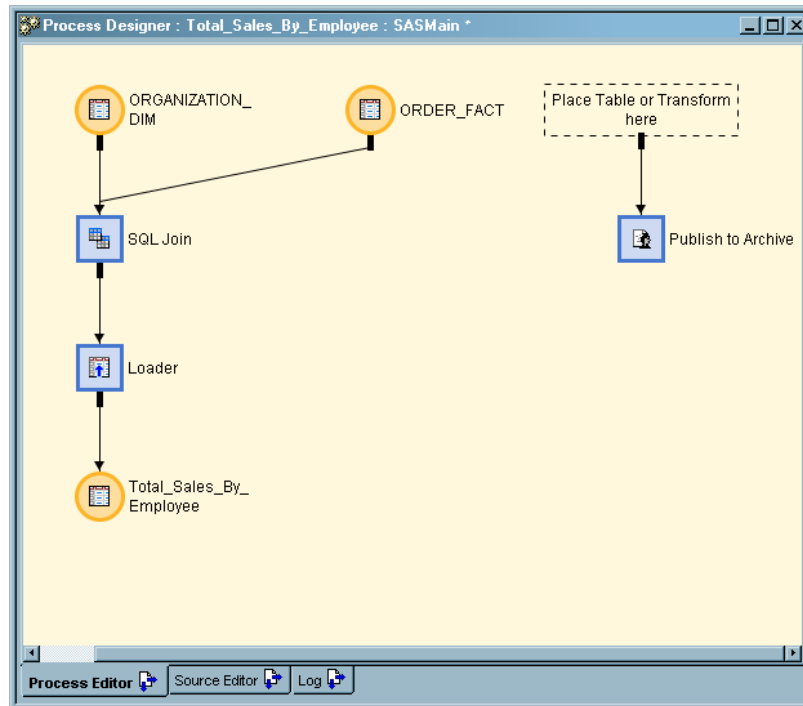 Process Designer : Total_Sales_By_Employee : SASMain *
ORGANIZATION_
DIM
ORDER_FACT
Place Table or Transform
here
SQL Join
Publish to Archive
Loader
Total_Sales_By_
Employee
Process Editor
Source Editor
Log